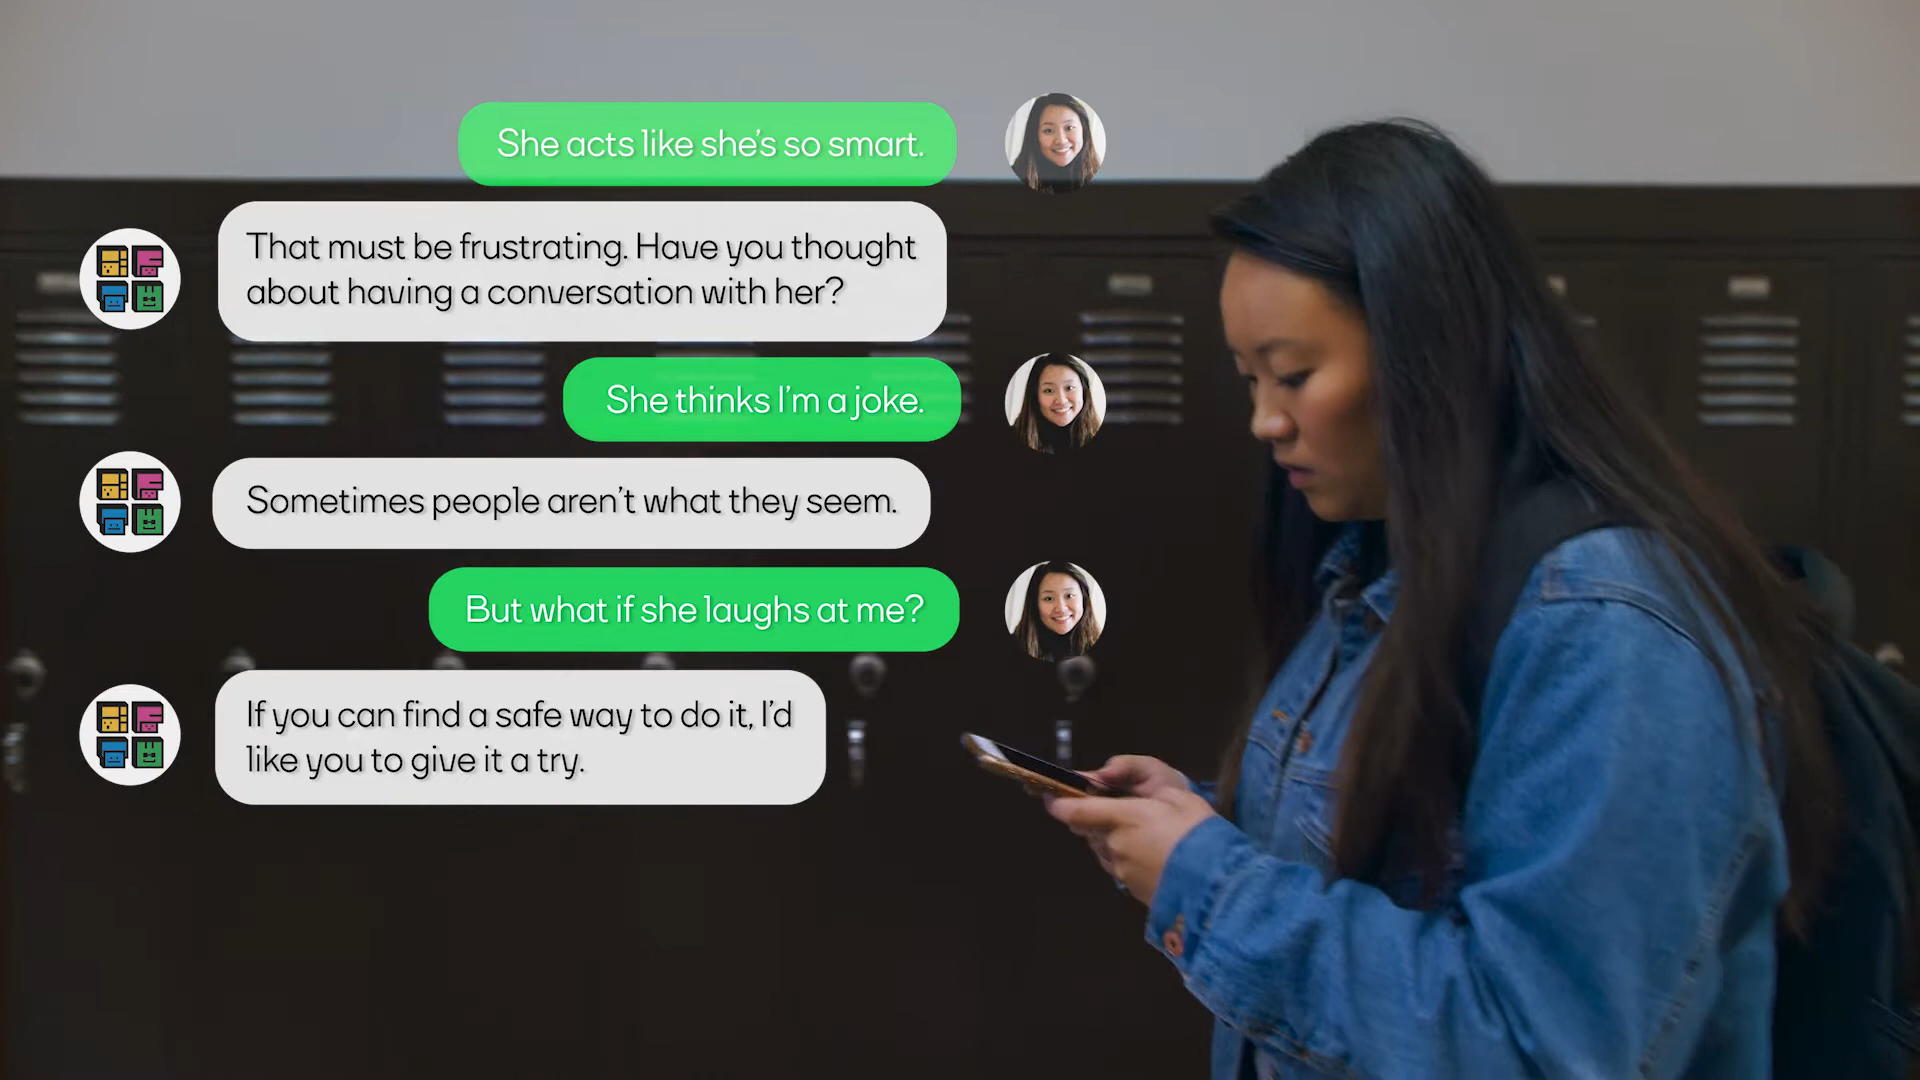 She acts like she's so smart.
That must be frustrating. Have you thought
about having a conversation with her?
She thinks I'm a joke.
Sometimes people aren't what they seem.
But what if she laughs at me?
If you can find a safe way to do it, I'd
like you to give it a try.